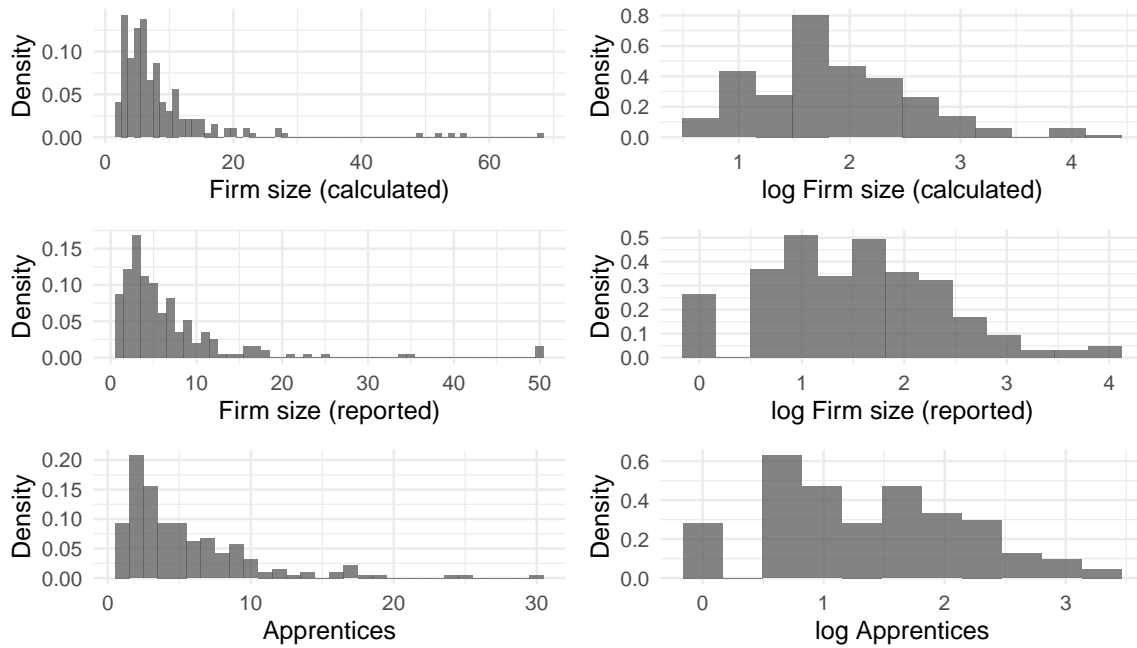 Density
0.15
0.10
0.05
0.00
0 20 40 60
Firm size (calculated)
Density
0.8
0.6
0.4
0.2
0.0
1 2 3 4
log Firm size (calculated)
Density
0.15
0.10
0.05
0.00
0 10 20 30 40 50
Firm size (reported)
Density
0.5
0.4
0.3
0.2
0.1
0.0
0 1 2 3 4
log Firm size (reported)
Density
0.20
0.15
0.10
0.05
0.00
0 10 20 30
Apprentices
Density
0.6
0.4
0.2
0.0
0 1 2 3
log Apprentices